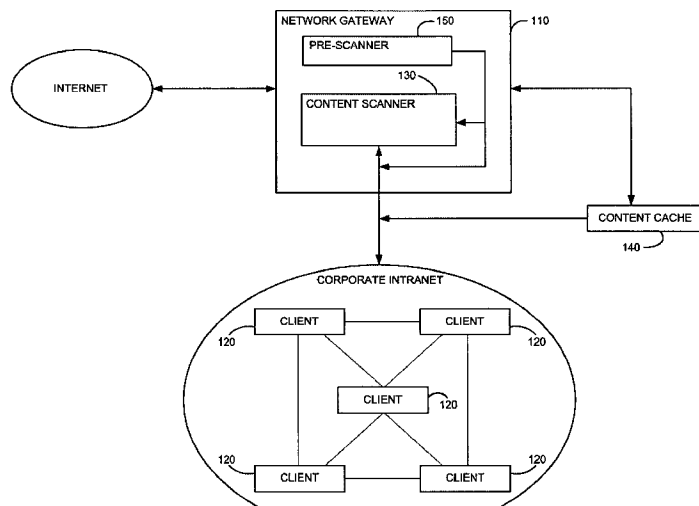 NETWORK GATEWAY
150
110
PRE-SCANNER
INTERNET
130
CONTENT SCANNER
CONTENT CACHE
140
CORPORATE INTRANET
CLIENT
CLIENT
120
120
CLIENT
120
120
120
CLIENT
CLIENT